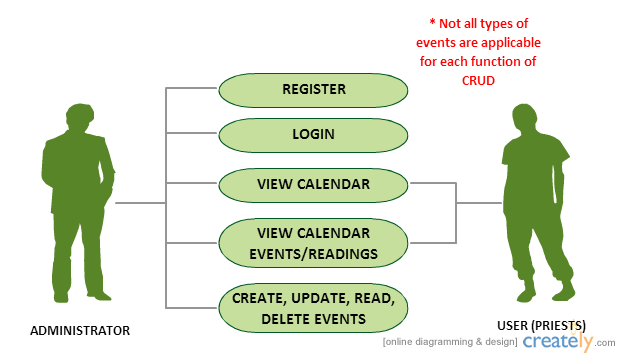 * Not all types of
events are applicable
for each function of
CRUD
REGISTER
LOGIN
VIEW CALENDAR
VIEW CALENDAR
EVENTS/READINGS
CREATE, UPDATE, READ,
DELETE EVENTS
ADMINISTRATOR
USER (PRIESTS)
[online diagramming & design] creately.com